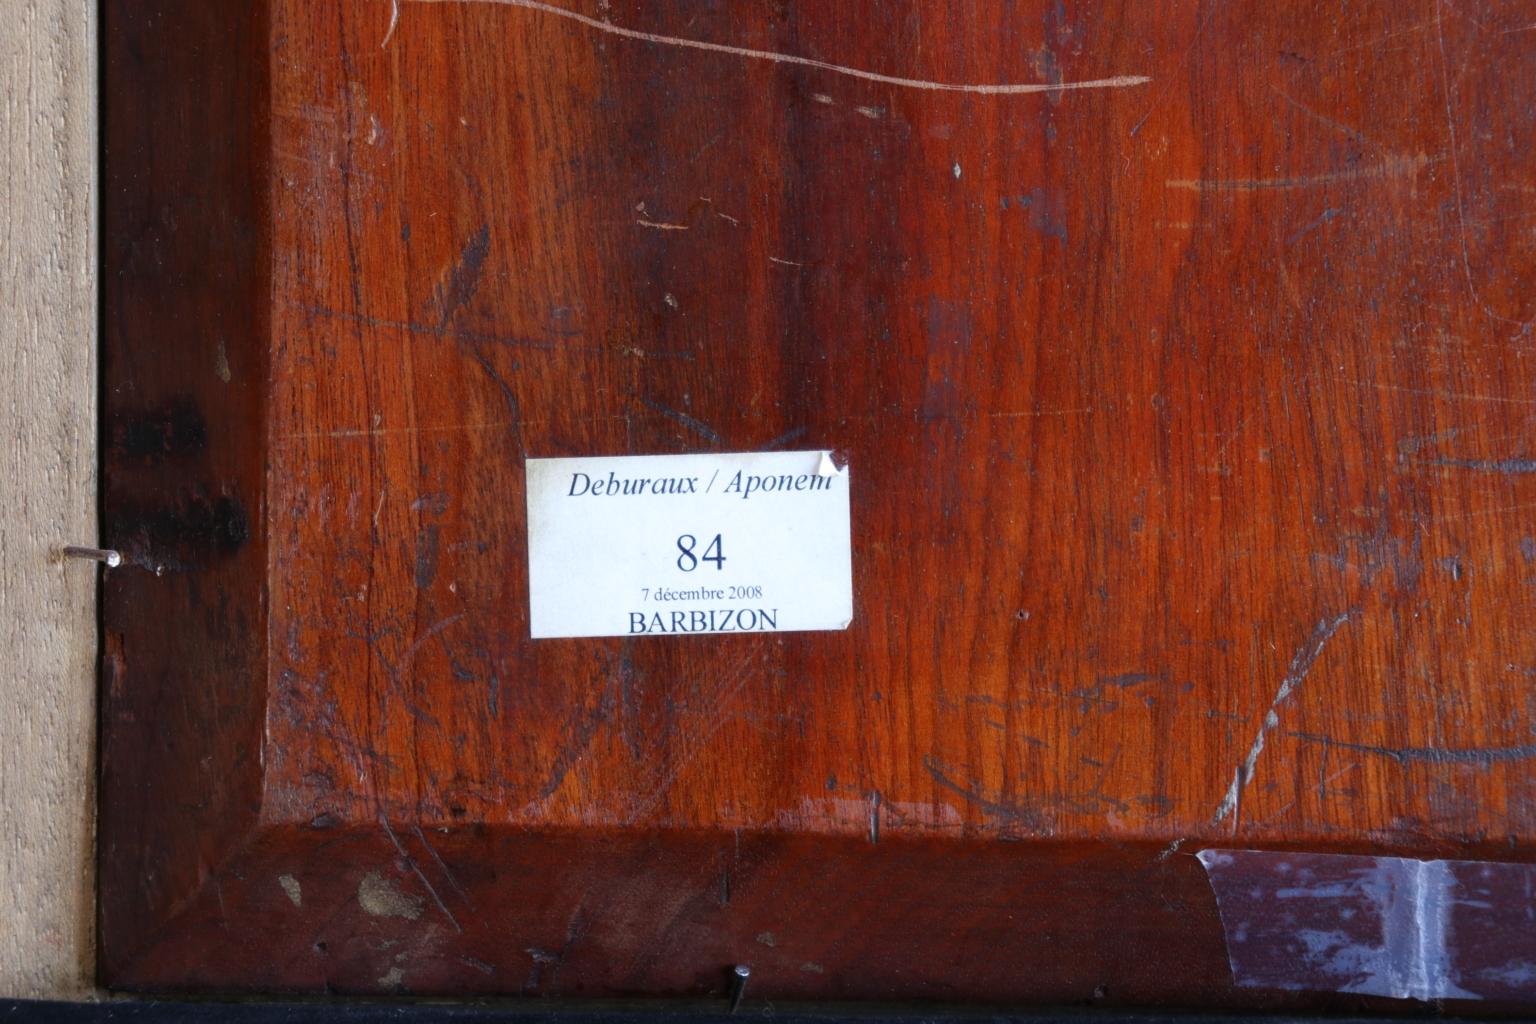 Deburaux / Aponem
84
7 décembre 2008
BARBIZON